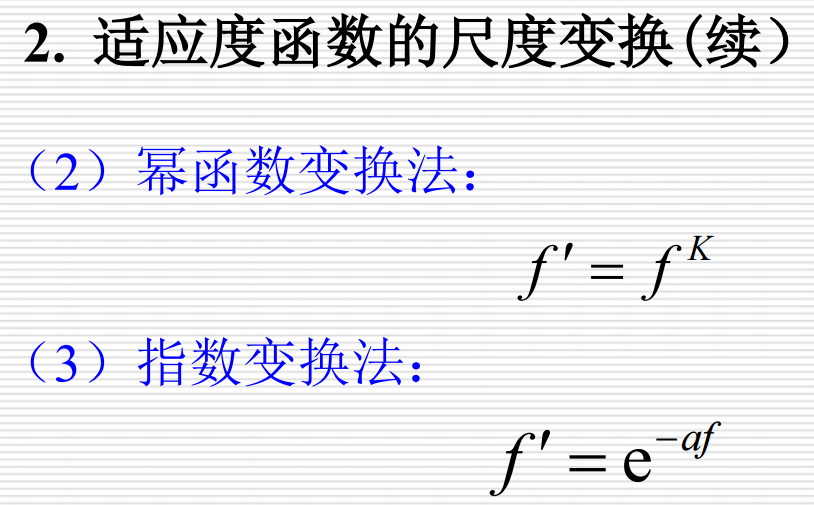 2. 适应度函数的尺度变换(续）
（2）幂函数变换法：
f ′ = f ^K
（3）指数变换法：
f ′ = e^{−af}